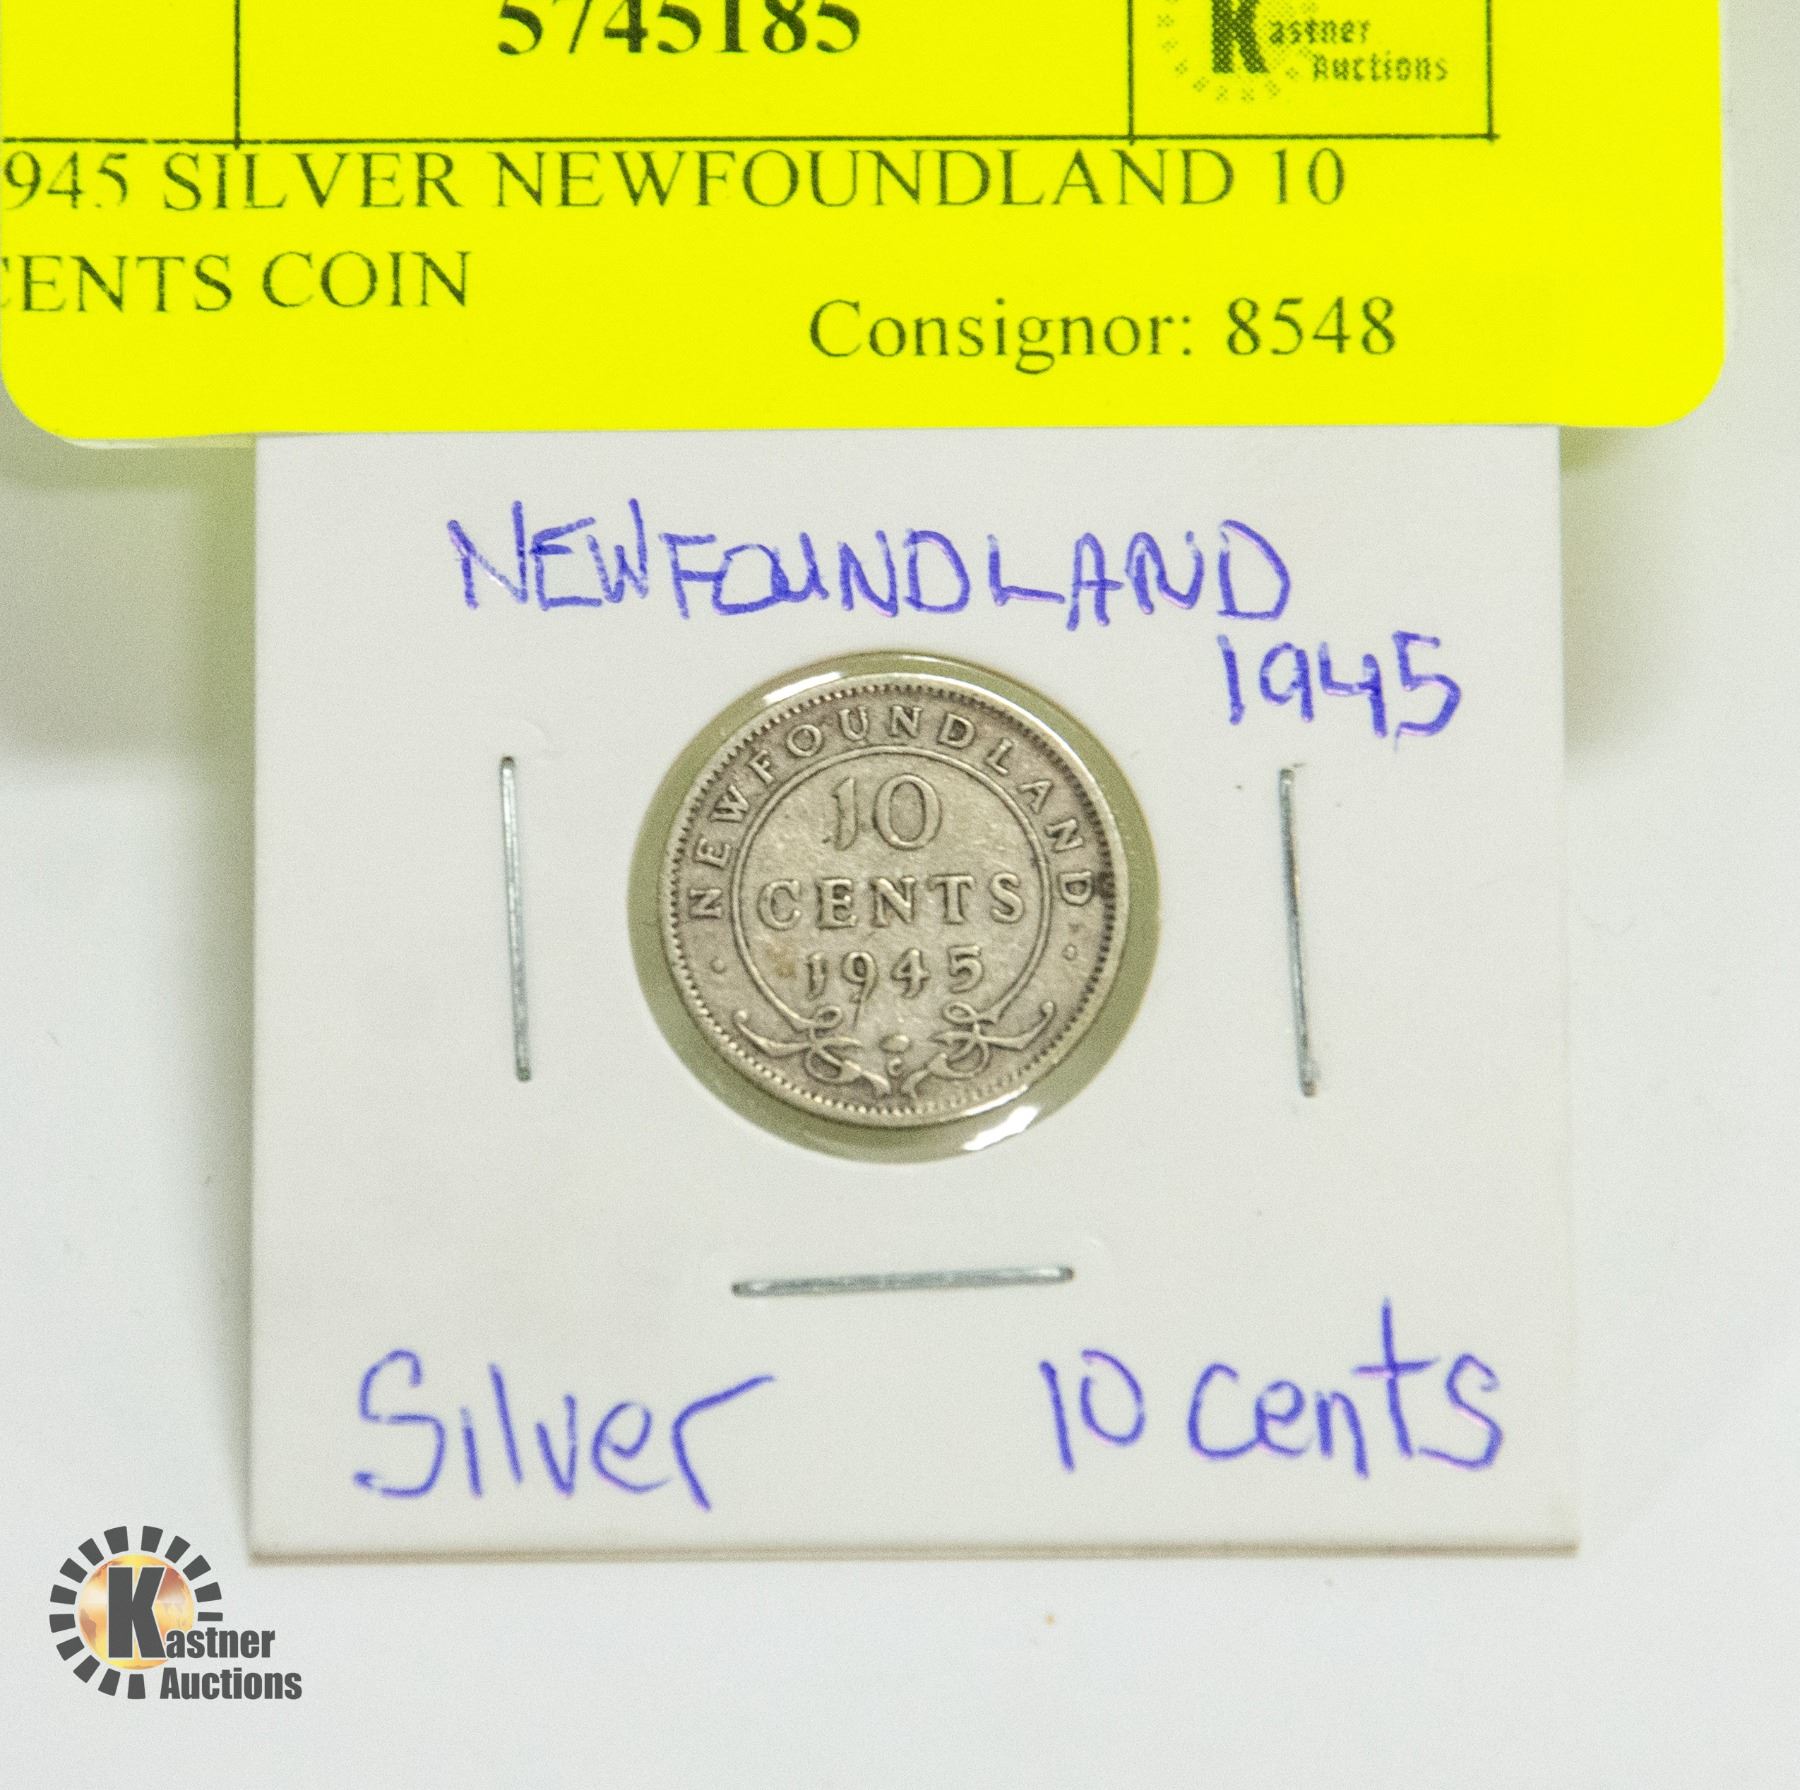 5745185
Kastner
Auctions
945 SILVER NEWFOUNDLAND 10
CENTS COIN
Consignor: 8548
NEWFOUNDLAND
1945
NEWFOUNDLAND
10
CENTS
1945
Silver 10 cents
Kastner
Auctions